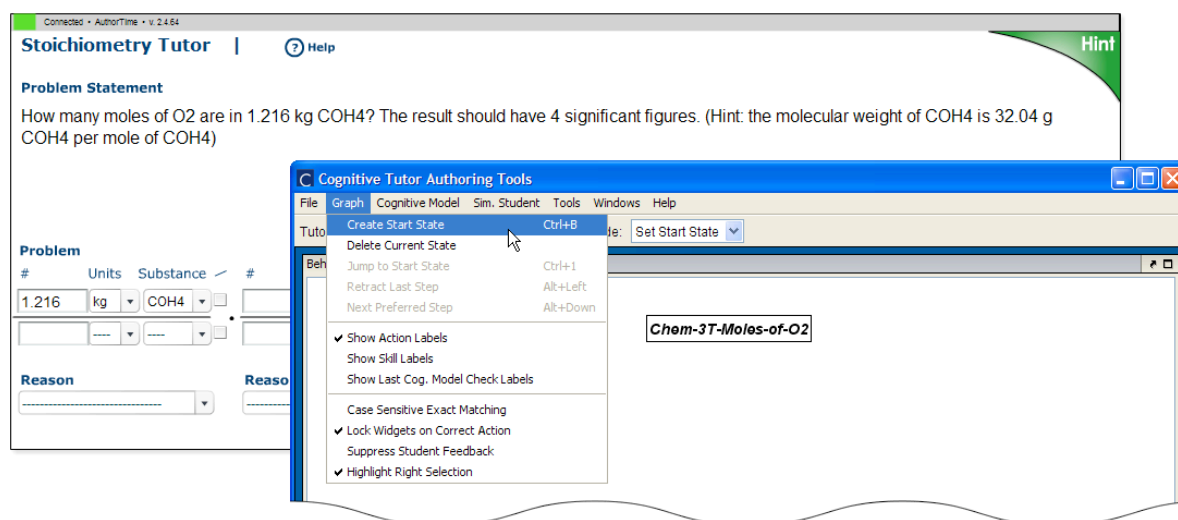 Connected • AuthorTime • v. 2.4.64
Stoichiometry Tutor | ? Help
Hint
Problem Statement
How many moles of O2 are in 1.216 kg COH4? The result should have 4 significant figures. (Hint: the molecular weight of COH4 is 32.04 g
COH4 per mole of COH4)
Problem
# Units Substance #
1.216 kg COH4
---- ----
Reason Reaso
--------------------------------
C Cognitive Tutor Authoring Tools
File Graph Cognitive Model Sim. Student Tools Windows Help
Tuto de: Set Start State
Beh
Create Start State Ctrl+B
Delete Current State
Jump to Start State Ctrl+1
Retract Last Step Alt+Left
Next Preferred Step Alt+Down
✓ Show Action Labels
Show Skill Labels
Show Last Cog. Model Check Labels
Case Sensitive Exact Matching
✓ Lock Widgets on Correct Action
Suppress Student Feedback
✓ Highlight Right Selection
Chem-3T-Moles-of-O2